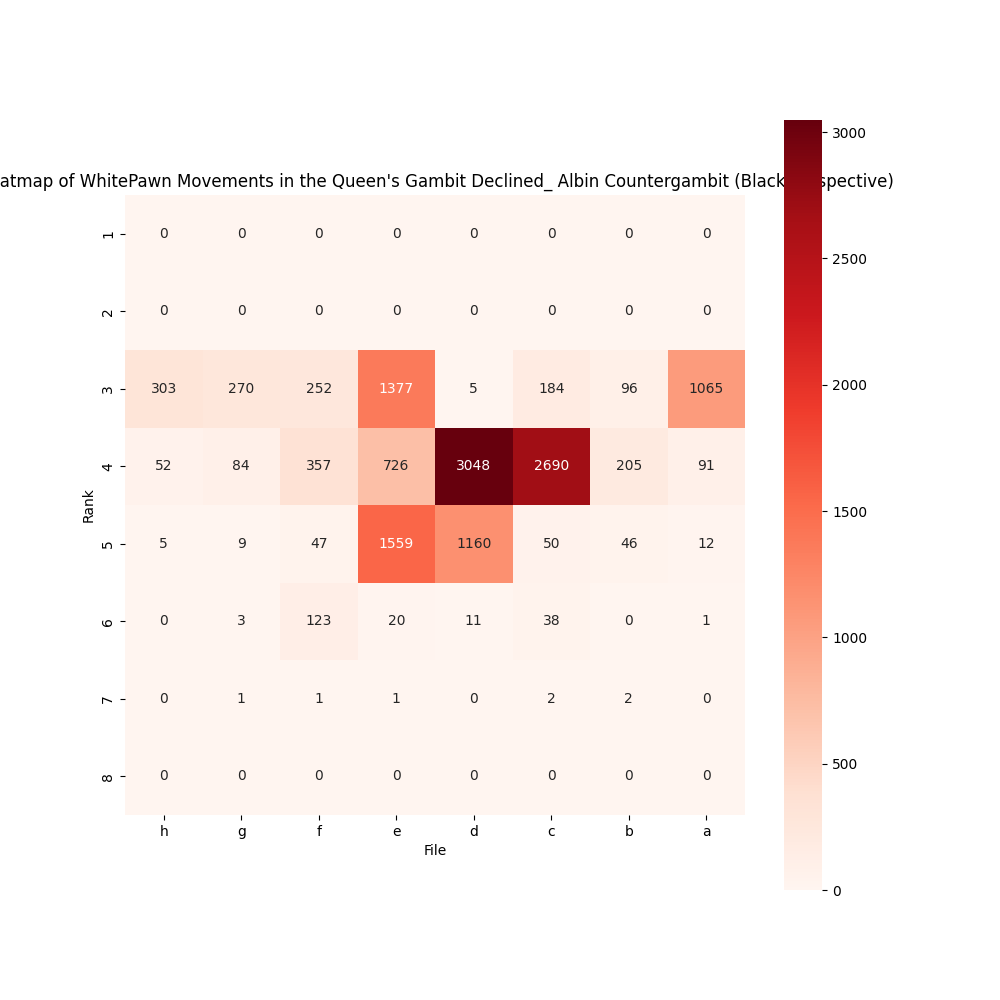 atmap of WhitePawn Movements in the Queen's Gambit Declined_ Albin Countergambit (Black spective)
3000
2500
2000
1500
1000
500
0
Rank
1 0 0 0 0 0 0 0 0
2 0 0 0 0 0 0 0 0
3 303 270 252 1377 5 184 96 1065
4 52 84 357 726 3048 2690 205 91
5 5 9 47 1559 1160 50 46 12
6 0 3 123 20 11 38 0 1
7 0 1 1 1 0 2 2 0
8 0 0 0 0 0 0 0 0
h g f e d c b a
File